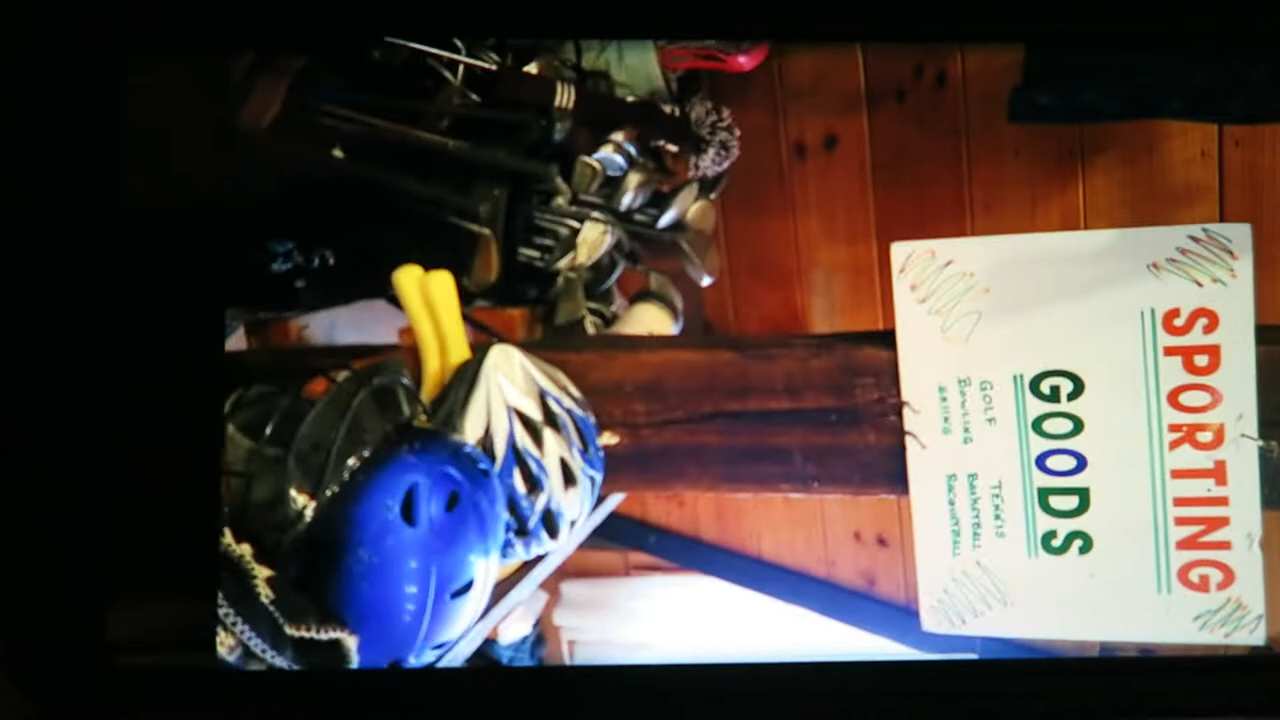 SPORTING
GOODS
GOLF TENNIS
BOWLING BASKETBALL
SKIING RACQUETBALL